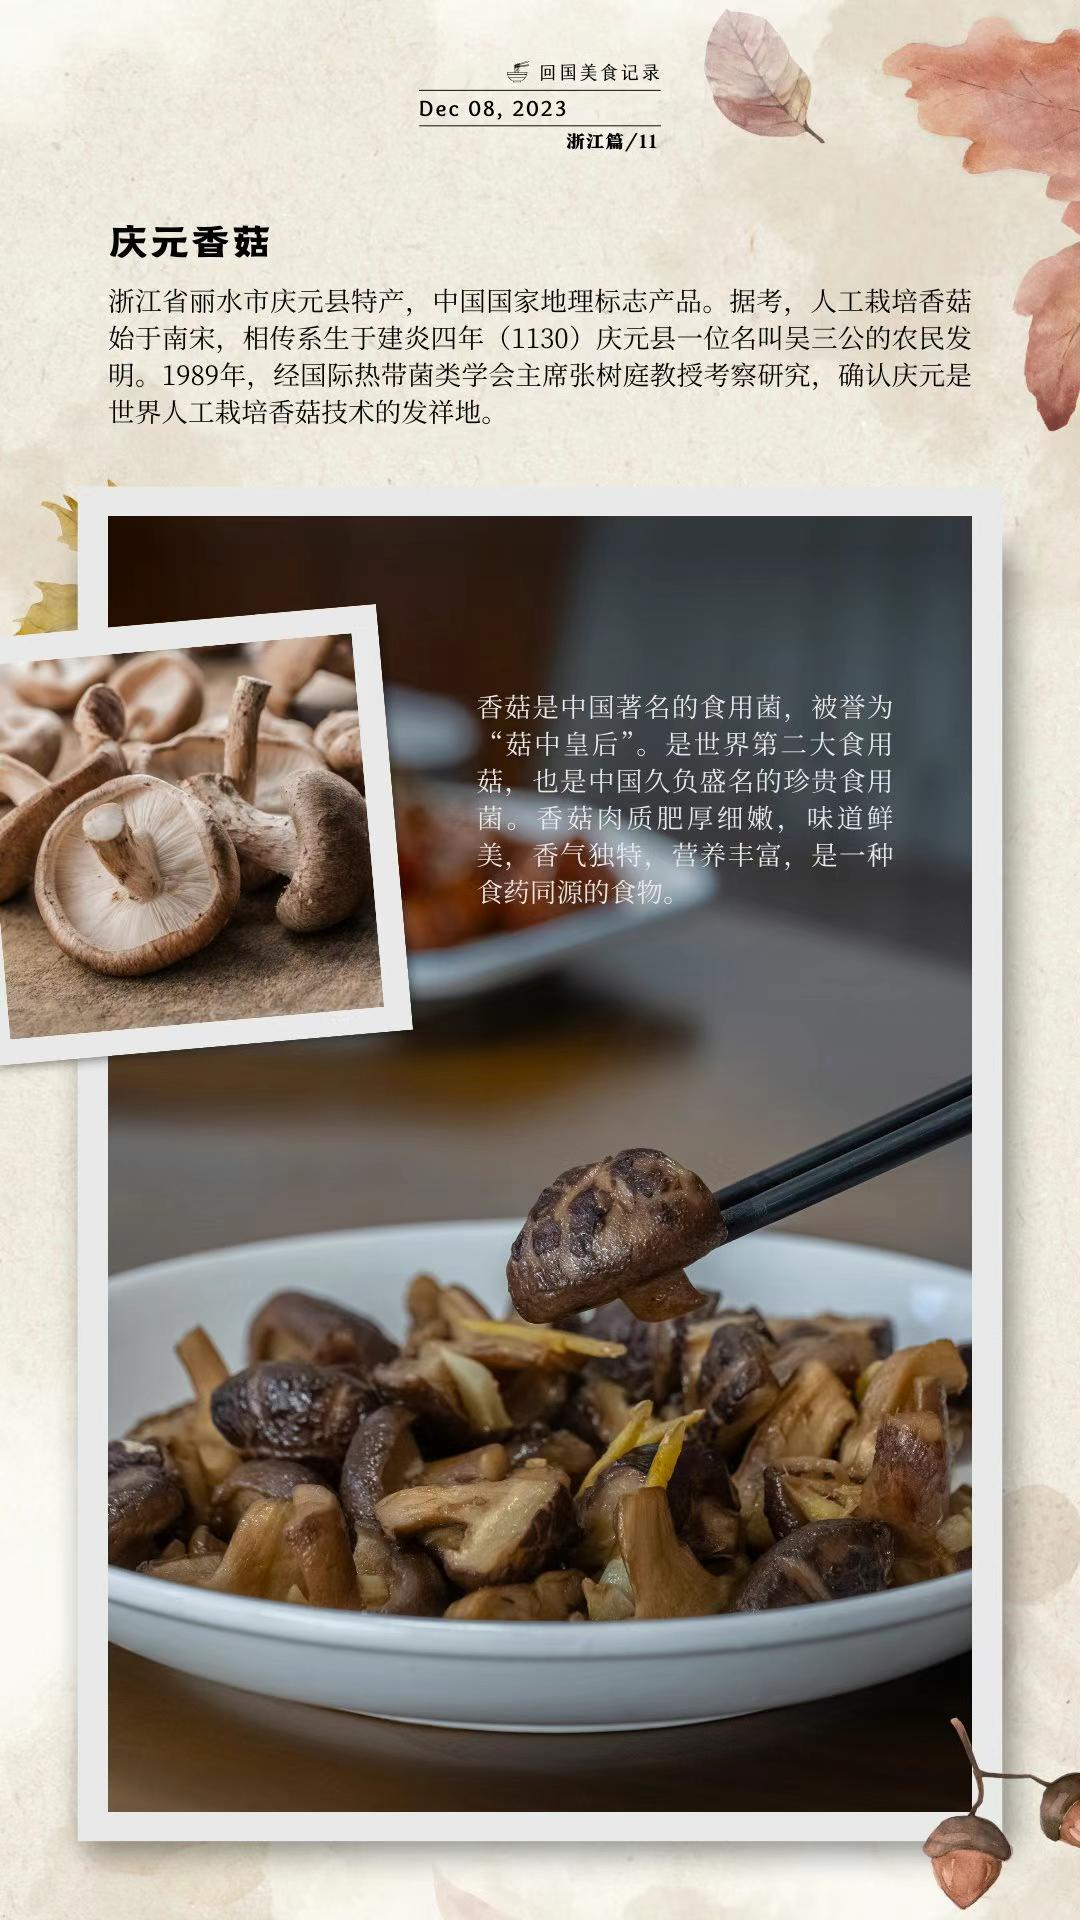 回国美食记录
Dec 08, 2023
浙江篇/11
庆元香菇
浙江省丽水市庆元县特产，中国国家地理标志产品。据考，人工栽培香菇
始于南宋，相传系生于建炎四年（1130）庆元县一位名叫吴三公的农民发
明。1989年，经国际热带菌类学会主席张树庭教授考察研究，确认庆元是
世界人工栽培香菇技术的发祥地。
香菇是中国著名的食用菌，被誉为
“菇中皇后”。是世界第二大食用
菇，也是中国久负盛名的珍贵食用
菌。香菇肉质肥厚细嫩，味道鲜
美，香气独特，营养丰富，是一种
食药同源的食物。